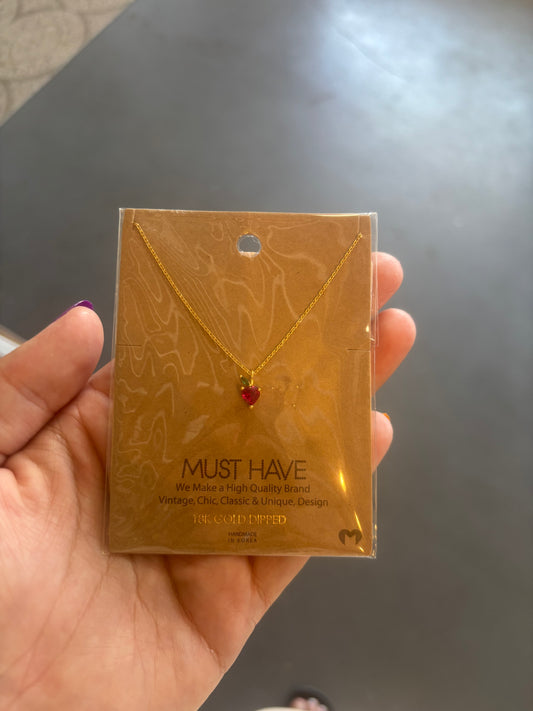 MUST HAVE
We Make a High Quality Brand
Vintage, Chic, Classic & Unique, Design
18K GOLD DIPPED
HANDMADE
IN KOREA
M